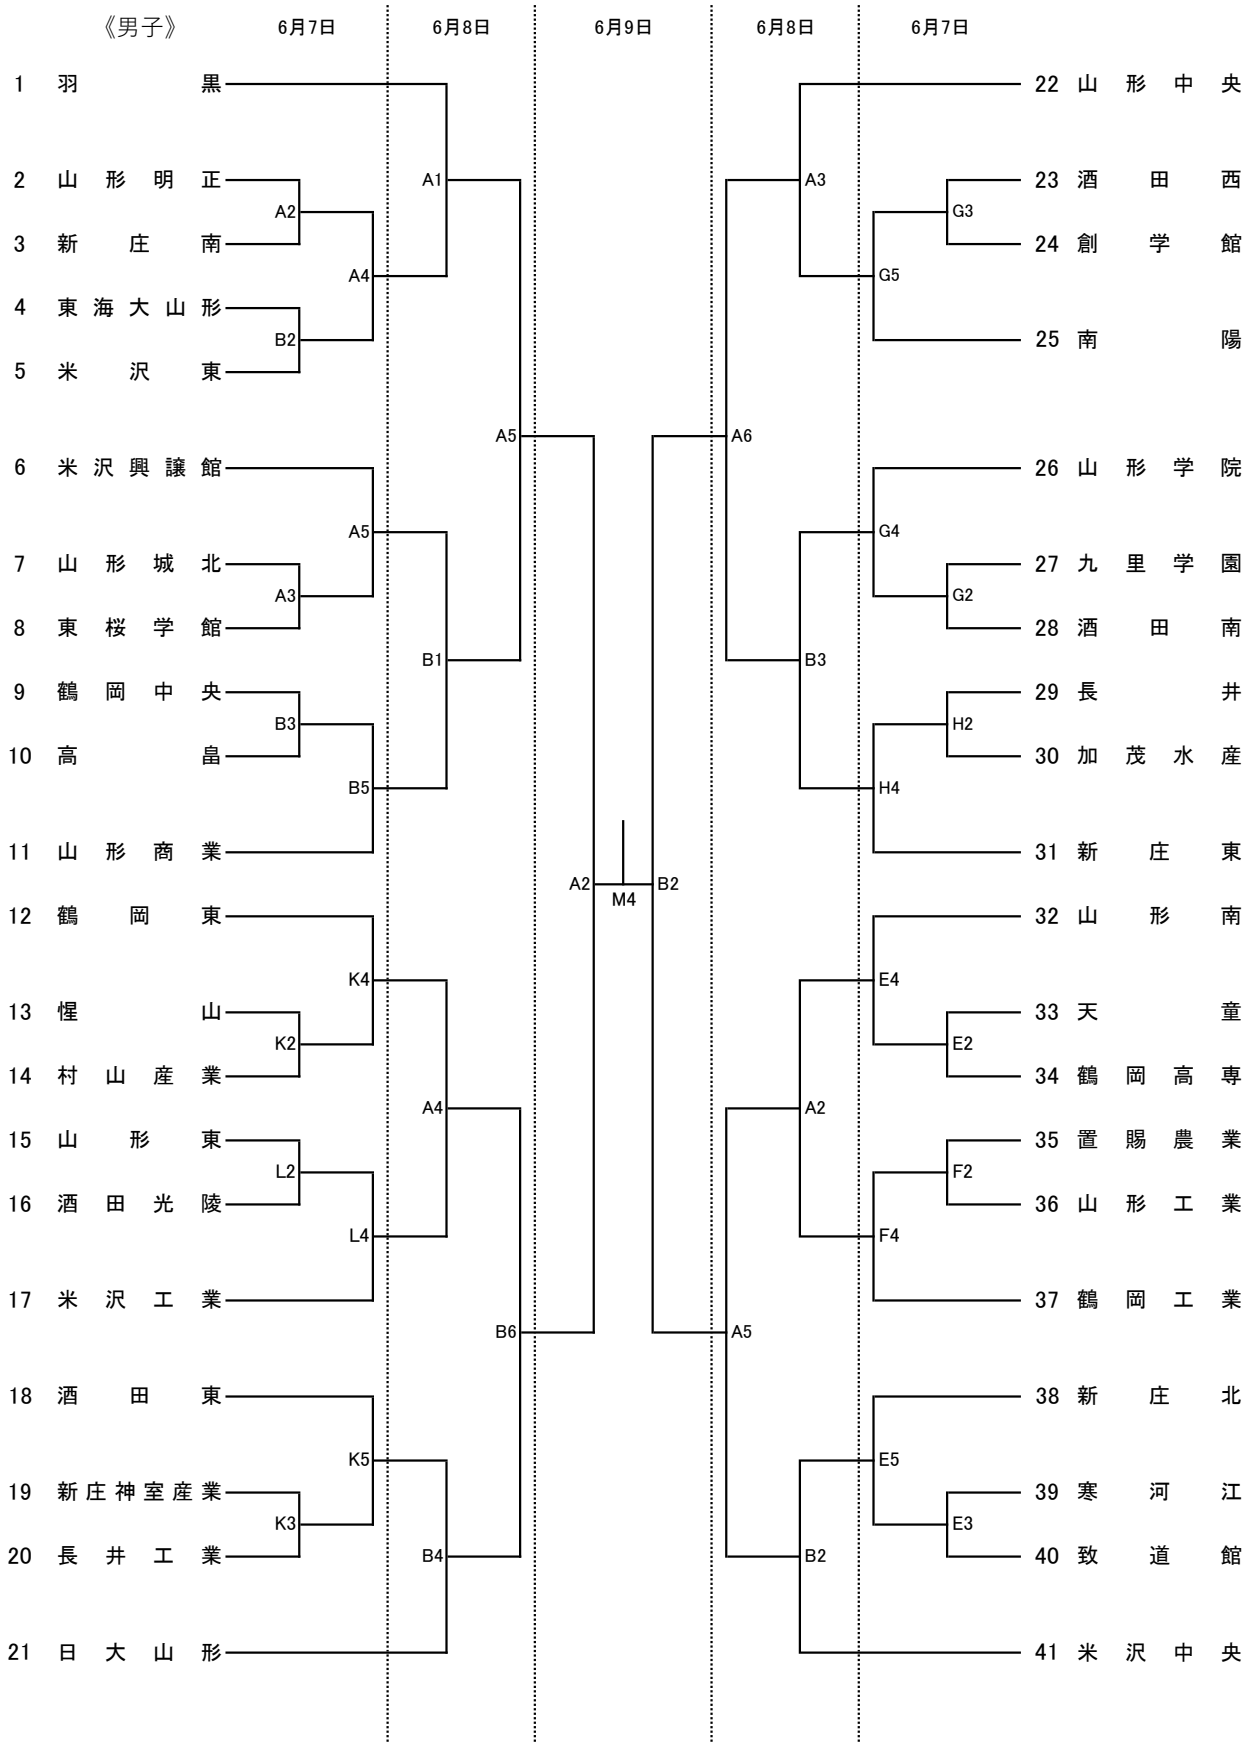 《男子》 6月7日 6月8日 6月9日 6月8日 6月7日
1 羽黒 22 山形中央
2 山形明正 A1 A3 23 酒田西
A2 G3
3 新庄南 24 創学館
A4 G5
4 東海大山形
B2 25 南陽
5 米沢東
A5 A6
6 米沢興譲館 26 山形学院
A5 G4
7 山形城北 27 九里学園
A3 G2
8 東桜学館 28 酒田南
B1 B3
9 鶴岡中央 29 長井
B3 H2
10 高畠 30 加茂水産
B5 H4
11 山形商業 31 新庄東
A2 B2
M4
12 鶴岡東 32 山形南
K4 E4
13 惺山 33 天童
K2 E2
14 村山産業 34 鶴岡高専
A4 A2
15 山形東 35 置賜農業
L2 F2
16 酒田光陵 36 山形工業
L4 F4
17 米沢工業 37 鶴岡工業
B6 A5
18 酒田東 38 新庄北
K5 E5
19 新庄神室産業 39 寒河江
K3 E3
20 長井工業 B4 B2 40 致道館
21 日大山形 41 米沢中央